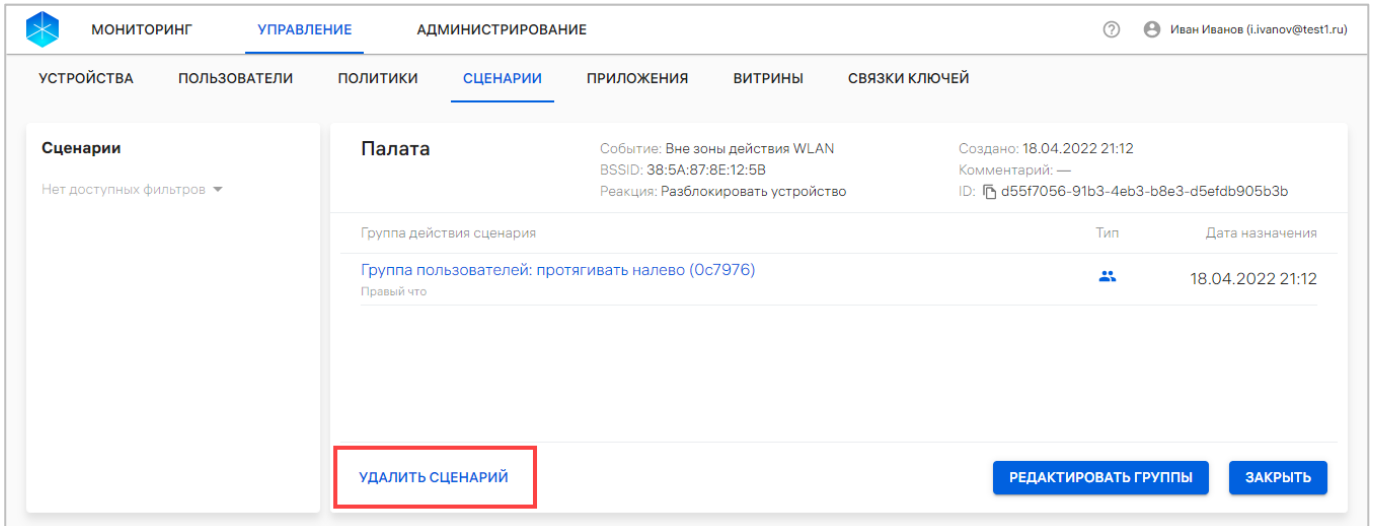 МОНИТОРИНГ УПРАВЛЕНИЕ АДМИНИСТРИРОВАНИЕ Иван Иванов (i.ivanov@test1.ru)
УСТРОЙСТВА ПОЛЬЗОВАТЕЛИ ПОЛИТИКИ СЦЕНАРИИ ПРИЛОЖЕНИЯ ВИТРИНЫ СВЯЗКИ КЛЮЧЕЙ
Сценарии
Нет доступных фильтров
Палата
Событие: Вне зоны действия WLAN
BSSID: 38:5A:87:8E:12:5B
Реакция: Разблокировать устройство
Создано: 18.04.2022 21:12
Комментарий: —
ID: d55f7056-91b3-4eb3-b8e3-d5efdb905b3b
Группа действия сценария Тип Дата назначения
Группа пользователей: протягивать налево (0c7976) 18.04.2022 21:12
Правый что
УДАЛИТЬ СЦЕНАРИЙ РЕДАКТИРОВАТЬ ГРУППЫ ЗАКРЫТЬ